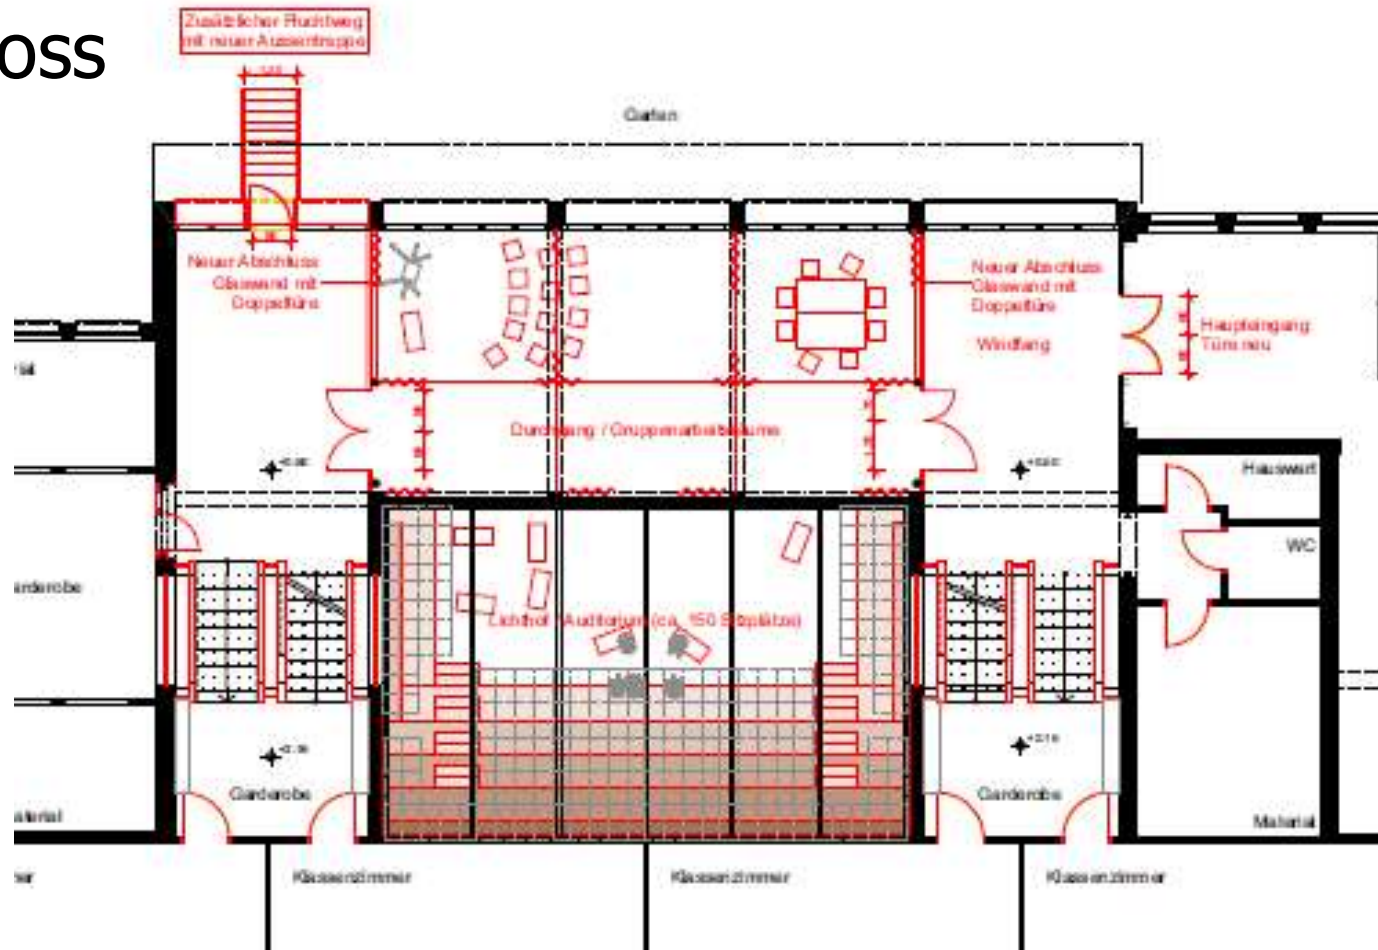 oss
Zusätzlicher Fluchtweg
mit neuer Aussentreppe
Garten
Neuer Abschluss
Glaswand mit
Doppeltüre
Neuer Abschluss
Glaswand mit
Doppeltüre
Windfang
Haupteingang
Türe neu
Durchgang / Gruppenarbeitsräume
Hauswart
WC
arderobe
Lichthof / Auditorium (ca. 150 Sitzplätze)
Garderobe
Garderobe
aterial
Material
Klassenzimmer
Klassenzimmer
Klassenzimmer